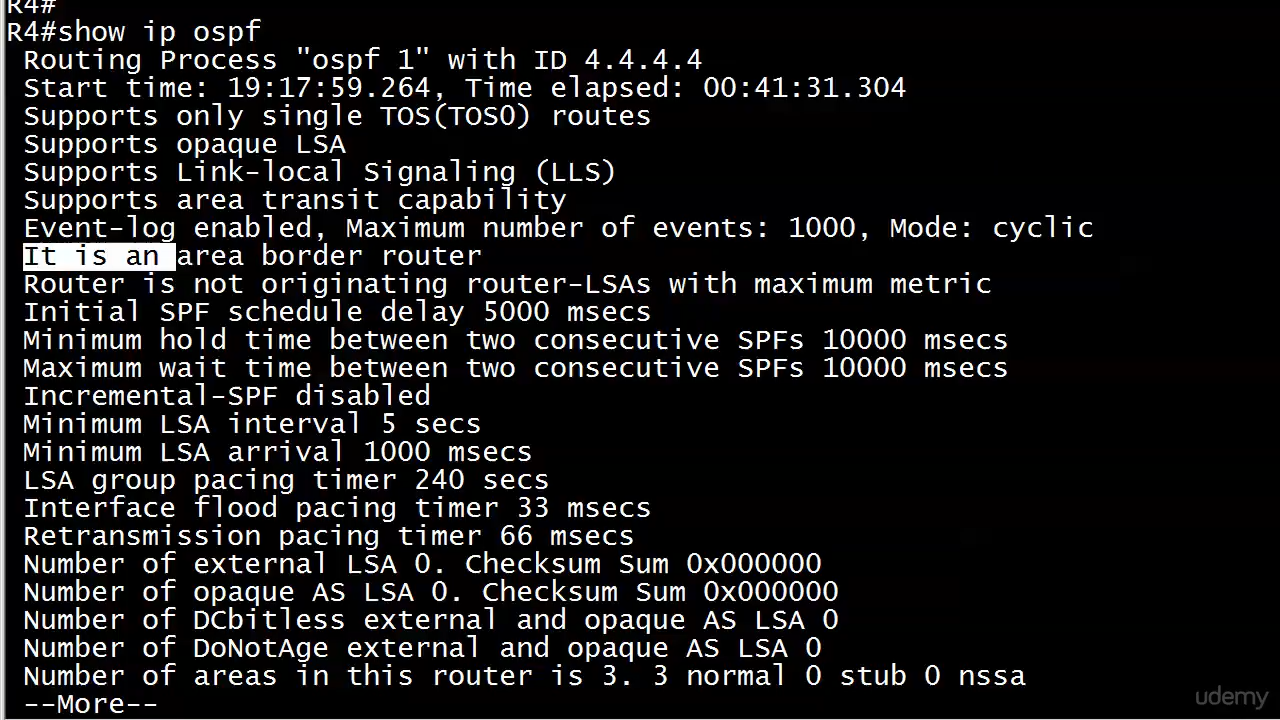 R4#
R4#show ip ospf
Routing Process "ospf 1" with ID 4.4.4.4
Start time: 19:17:59.264, Time elapsed: 00:41:31.304
Supports only single TOS(TOS0) routes
Supports opaque LSA
Supports Link-local Signaling (LLS)
Supports area transit capability
Event-log enabled, Maximum number of events: 1000, Mode: cyclic
It is an area border router
Router is not originating router-LSAs with maximum metric
Initial SPF schedule delay 5000 msecs
Minimum hold time between two consecutive SPFs 10000 msecs
Maximum wait time between two consecutive SPFs 10000 msecs
Incremental-SPF disabled
Minimum LSA interval 5 secs
Minimum LSA arrival 1000 msecs
LSA group pacing timer 240 secs
Interface flood pacing timer 33 msecs
Retransmission pacing timer 66 msecs
Number of external LSA 0. Checksum Sum 0x000000
Number of opaque AS LSA 0. Checksum Sum 0x000000
Number of DCbitless external and opaque AS LSA 0
Number of DoNotAge external and opaque AS LSA 0
Number of areas in this router is 3. 3 normal 0 stub 0 nssa
--More--
udemy